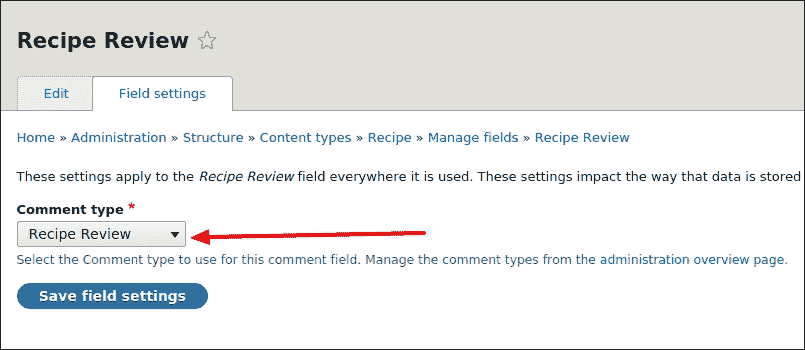 Recipe Review
Edit
Field settings
Home » Administration » Structure » Content types » Recipe » Manage fields » Recipe Review
These settings apply to the Recipe Review field everywhere it is used. These settings impact the way that data is stored
Comment type *
Recipe Review
Select the Comment type to use for this comment field. Manage the comment types from the administration overview page.
Save field settings